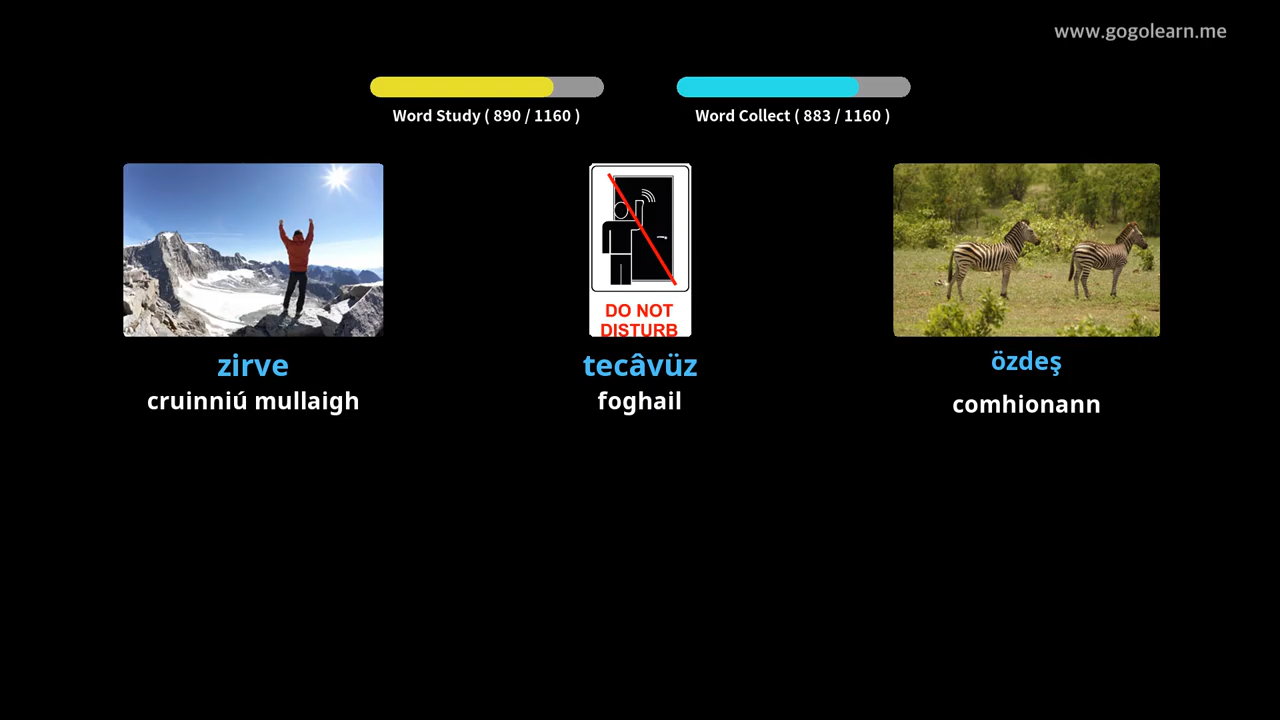 www.gogolearn.me
Word Study ( 890 / 1160 )
Word Collect ( 883 / 1160 )
DO NOT
DISTURB
zirve
tecâvüz
özdeş
cruinniú mullaigh
foghail
comhionann